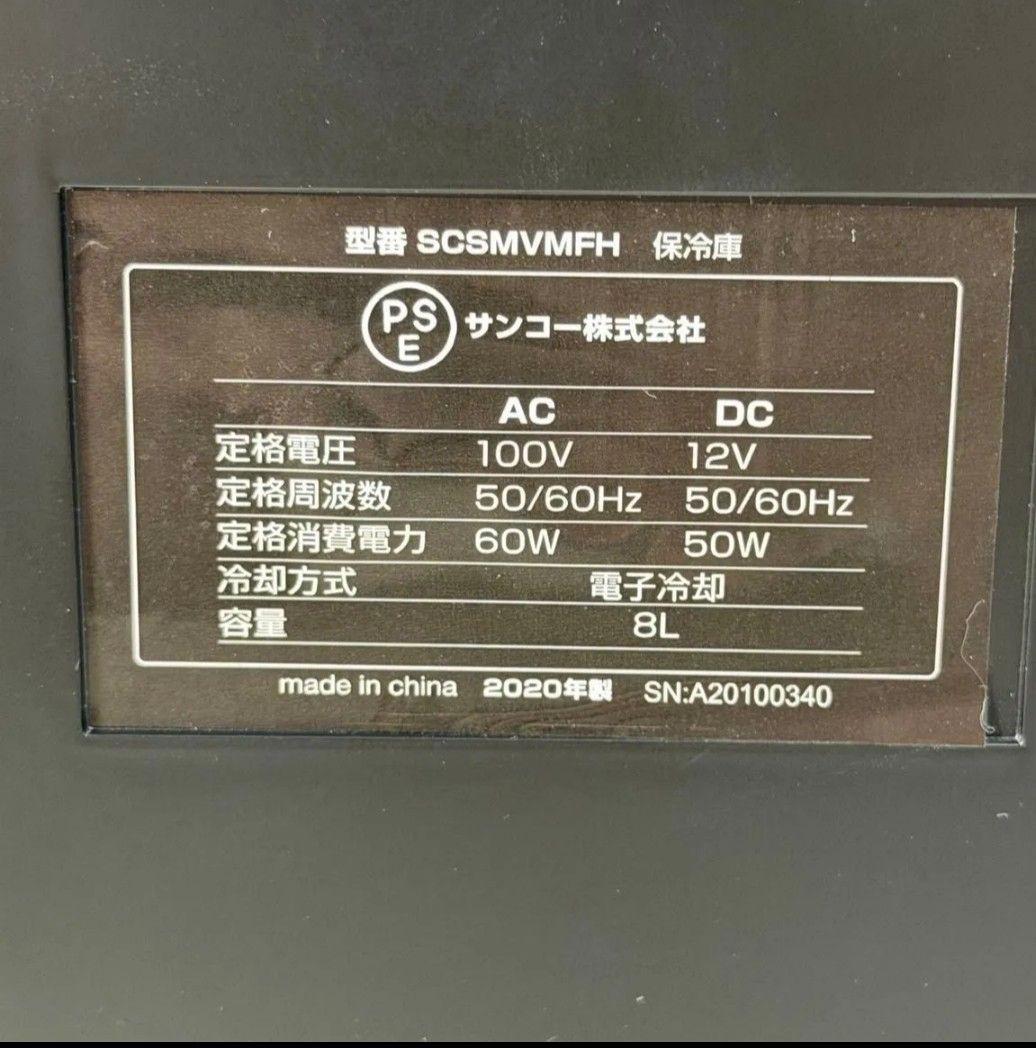 型番 SCSMVMFH 保冷庫
PSE サンコー株式会社
AC DC
定格電圧 100V 12V
定格周波数 50/60Hz 50/60Hz
定格消費電力 60W 50W
冷却方式 電子冷却
容量 8L
made in china 2020年製 SN:A20100340